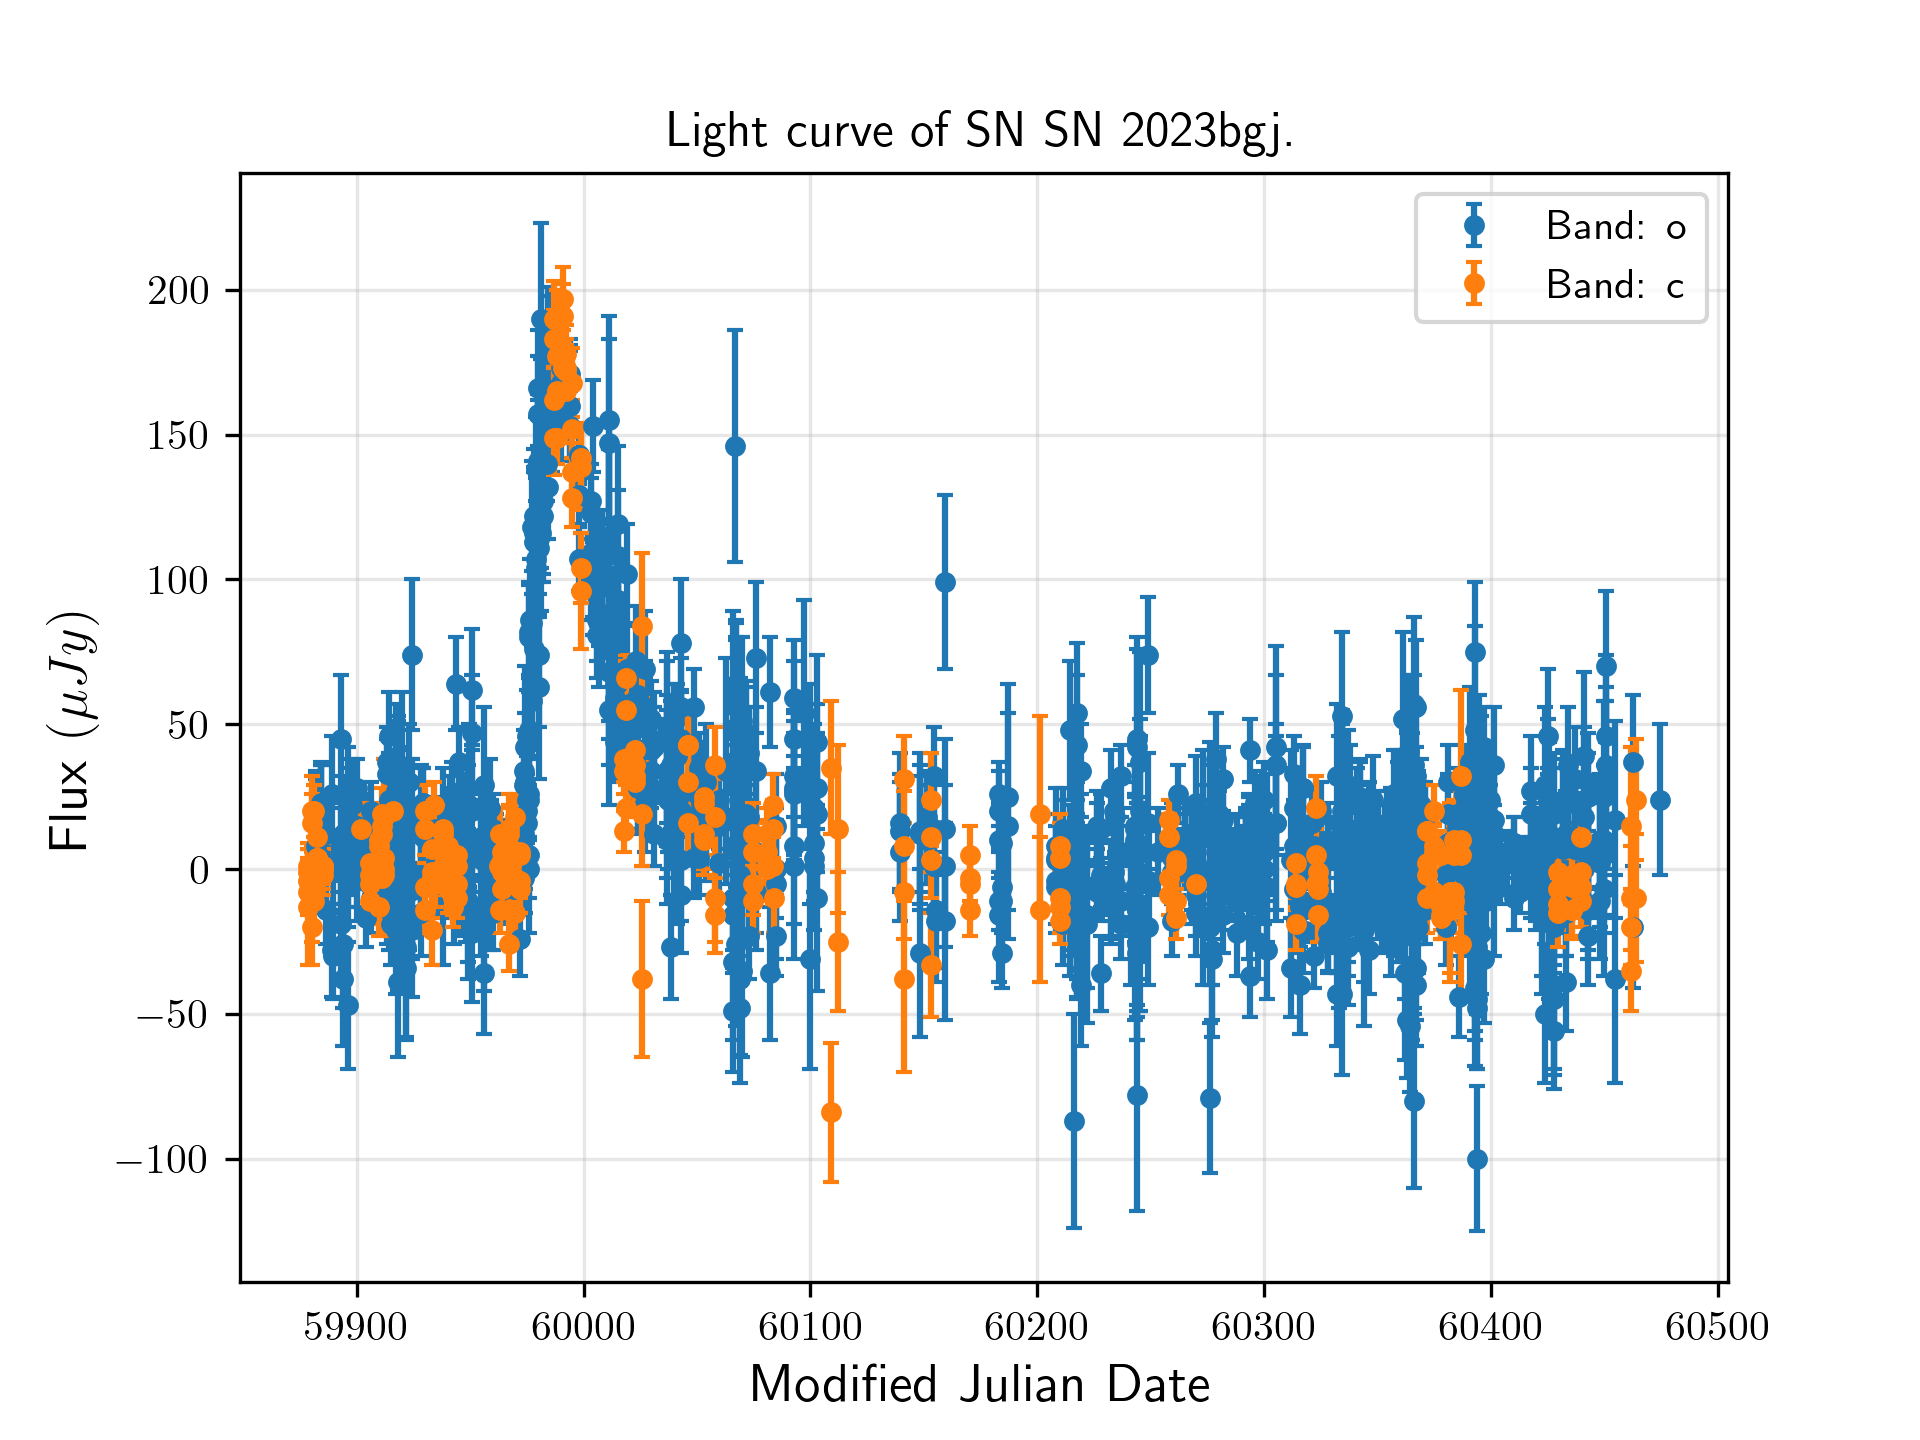 Light curve of SN SN 2023bgj.
Band: o
Band: c
200
150
100
50
0
−50
−100
Flux (μJy)
59900 60000 60100 60200 60300 60400 60500
Modified Julian Date